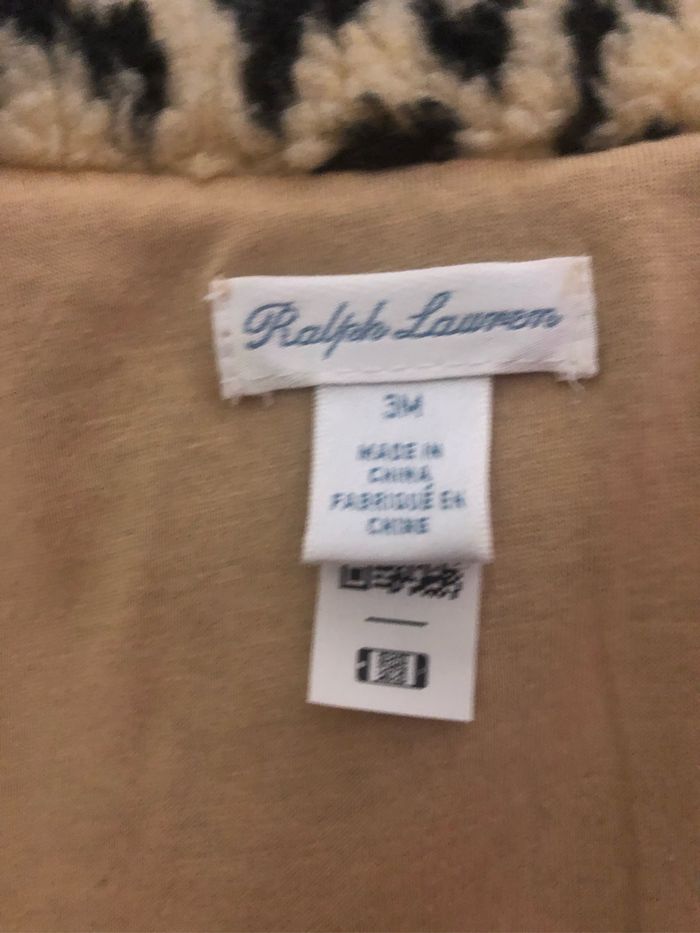 Ralph Lauren
3M
MADE IN
CHINA
FABRIQUÉ EN
CHINE